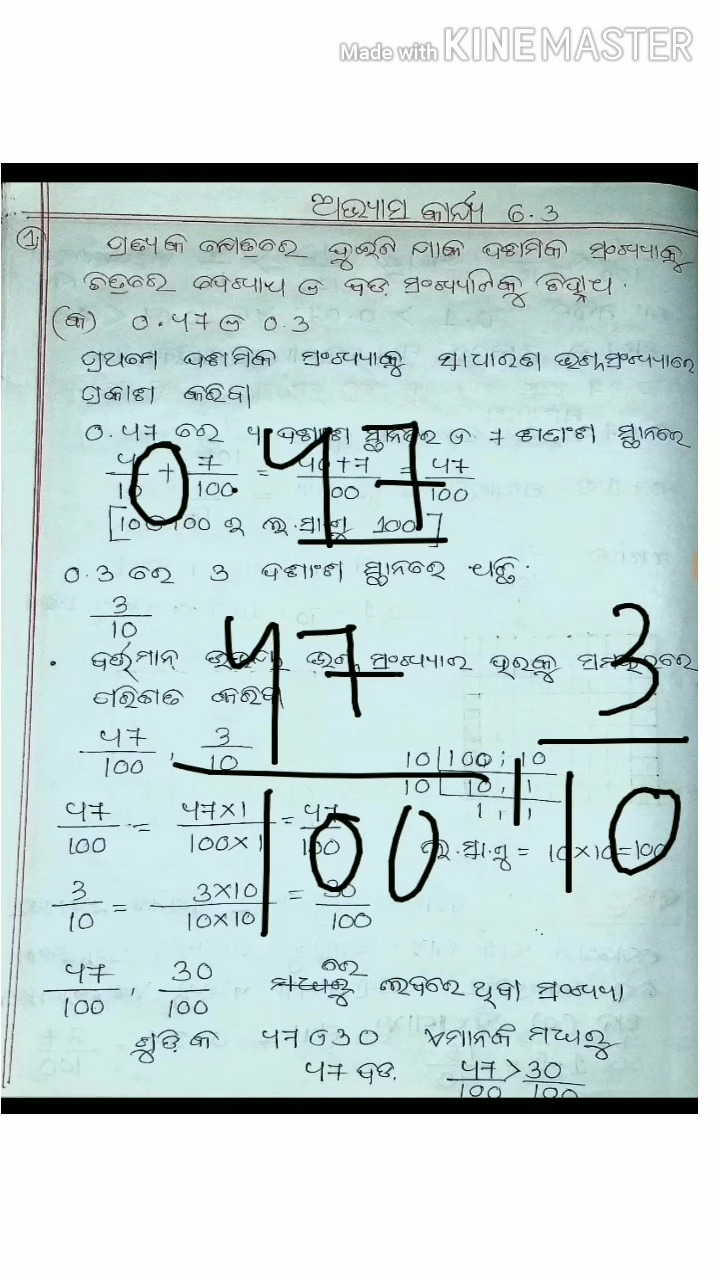 Made with KINEMASTER
ଅଭ୍ୟାସ କାର୍ଯ୍ୟ 6.3
① ପ୍ରତ୍ୟେକ ଦୁଇଟି ଦଶମିକ ସଂଖ୍ୟାକୁ
ଓ ବଡ ସଂଖ୍ୟାଟିକୁ ଚିହ୍ନାଅ.
(କ) 0.47 ଓ 0.3
ପ୍ରଥମେ ଦଶମିକ ସଂଖ୍ୟାକୁ ସାଧାରଣ ଭଗ୍ନସଂଖ୍ୟାରେ
ପ୍ରକାଶ କରିବା
0.47 ରେ 4 ଦଶାଂଶ ସ୍ଥାନରେ ଓ 7 ଶତାଂଶ ସ୍ଥାନରେ
4/10 + 7/100 = 40+7/100 = 47/100
[10 ଓ 100 ର ଲ.ସା.ଗୁ 100]
0 47
0.3 ରେ 3 ଦଶାଂଶ ସ୍ଥାନରେ ଅଛି.
3/10
. ବର୍ତ୍ତମାନ ଭଗ୍ନ ସଂଖ୍ୟାର ହରକୁ
ପରିଣତ କରିବା
47/100, 3/10
10 | 100, 10
10 | 10, 1
1, 1
47/100 = 47×1/100×1 = 47/100
ଲ.ସା.ଗୁ = 10×10=100
47/100 3/10
3/10 = 3×10/10×10 = 30/100
47/100, 30/100 ରେ ଲବରେ ଥିବା ସଂଖ୍ୟା
ଗୁଡିକ 47 ଓ 30 ଏମାନଙ୍କ ମଧ୍ୟରୁ
47 ବଡ. 47/100 > 30/100